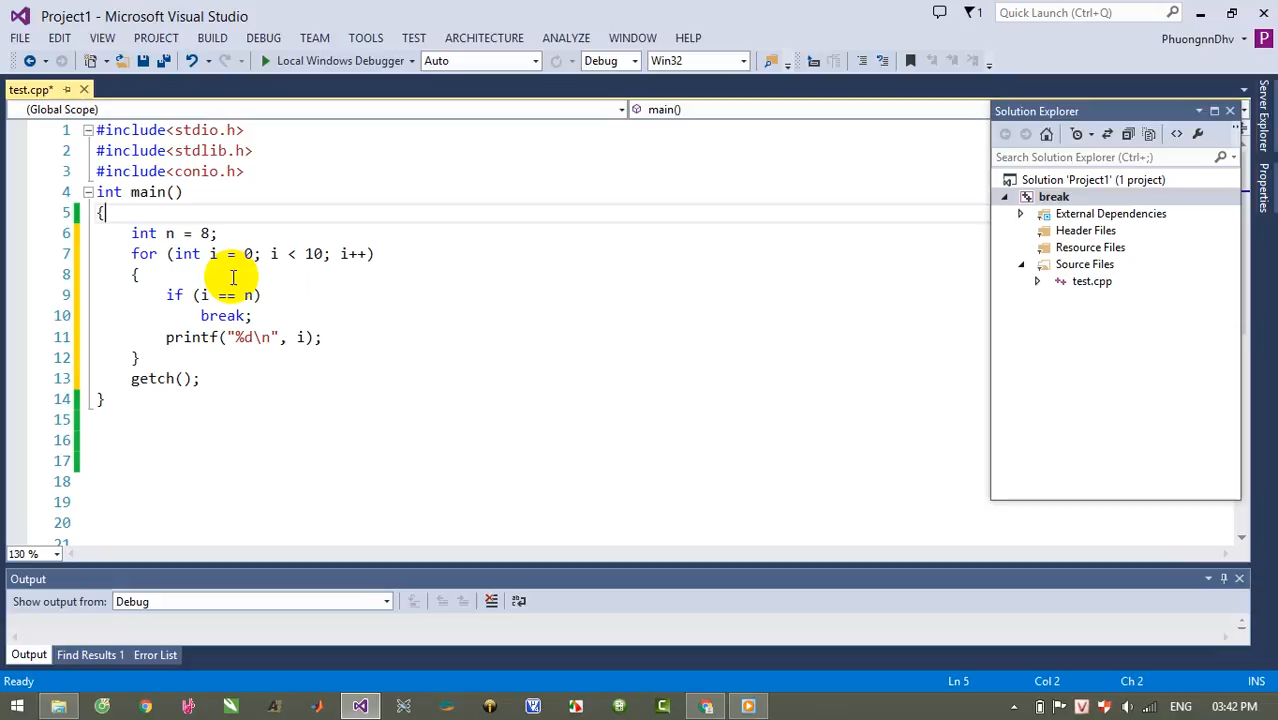 Project1 - Microsoft Visual Studio
1
Quick Launch (Ctrl+Q)
FILE EDIT VIEW PROJECT BUILD DEBUG TEAM TOOLS TEST ARCHITECTURE ANALYZE WINDOW HELP
PhuongnnDhv P
Local Windows Debugger Auto Debug Win32
test.cpp*
(Global Scope) main()
1 #include<stdio.h>
2 #include<stdlib.h>
3 #include<conio.h>
4 int main()
5 {
6 int n = 8;
7 for (int i = 0; i < 10; i++)
8 {
9 if (i == n)
10 break;
11 printf("%d\n", i);
12 }
13 getch();
14 }
15
16
17
18
19
20
21
130 %
Solution Explorer
Search Solution Explorer (Ctrl+;)
Solution 'Project1' (1 project)
break
External Dependencies
Header Files
Resource Files
Source Files
test.cpp
Server Explorer
Properties
Output
Show output from: Debug
Output Find Results 1 Error List
Ready Ln 5 Col 2 Ch 2 INS
ENG 03:42 PM